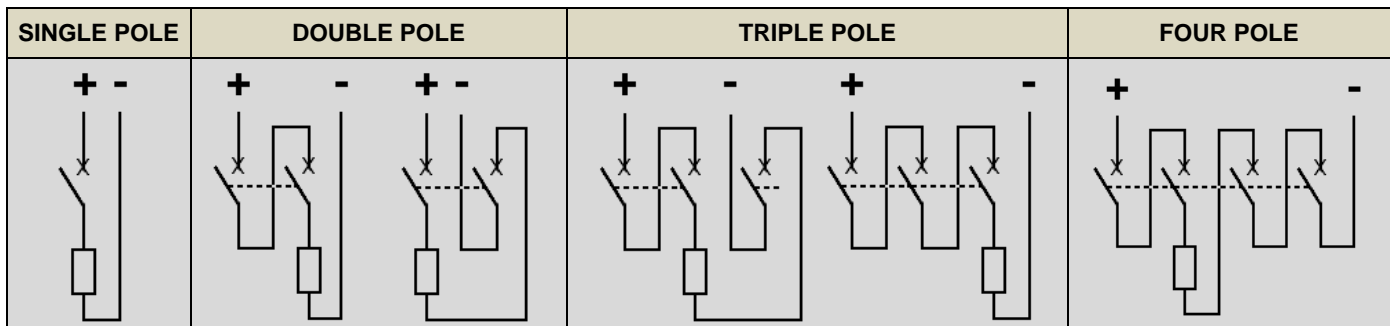 SINGLE POLE DOUBLE POLE TRIPLE POLE FOUR POLE
+ - + - + - + - + - + -